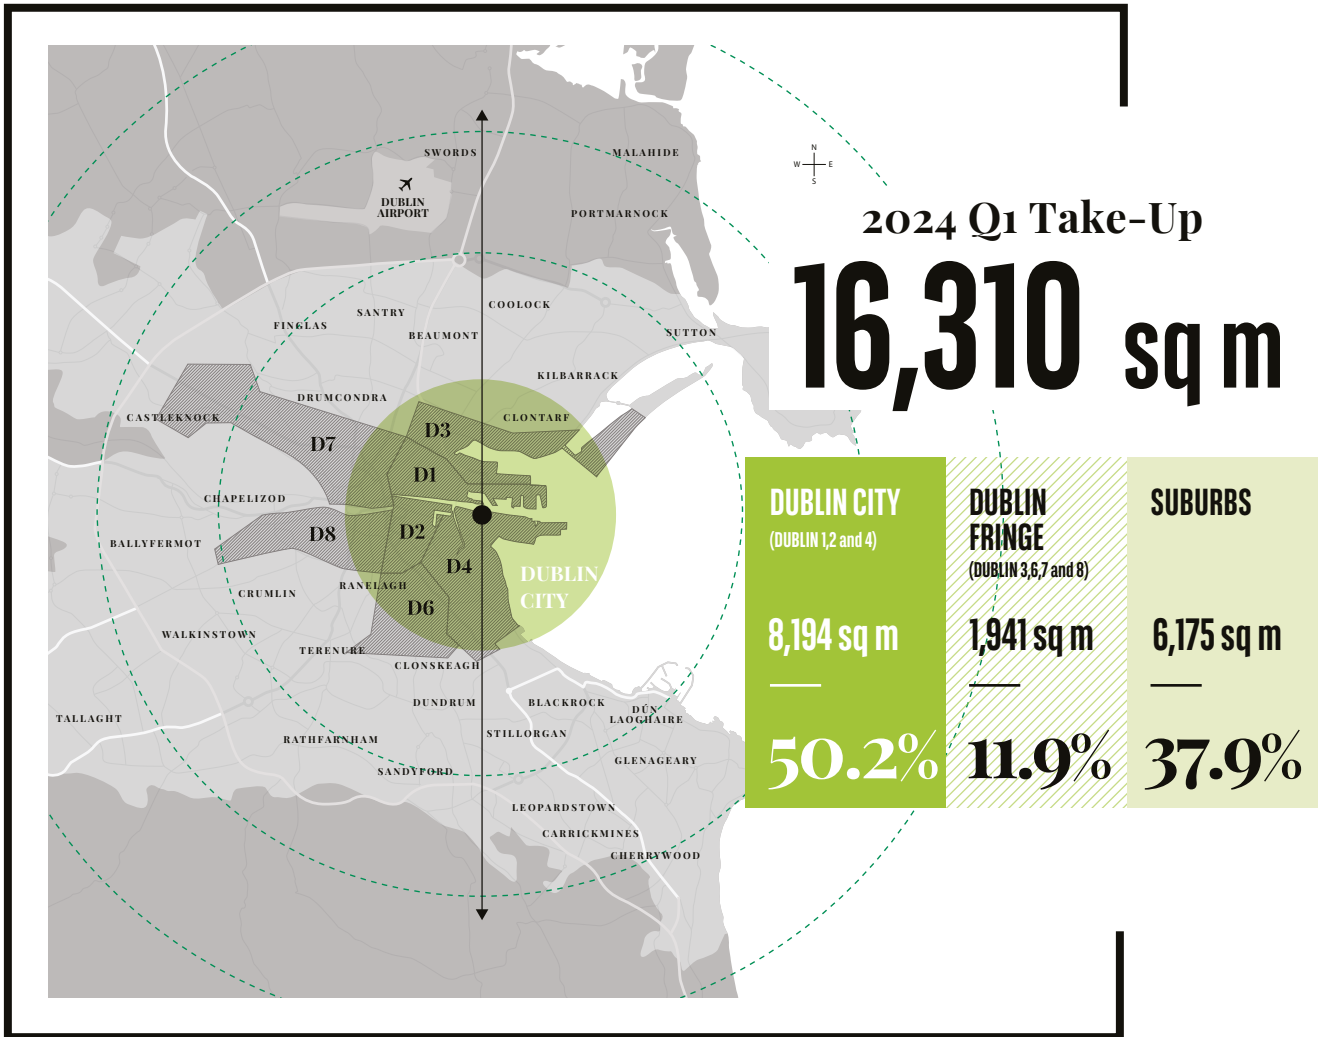 SWORDS
MALAHIDE
DUBLIN
AIRPORT
PORTMARNOCK
N
W E
S
2024 Q1 Take-Up
16,310 sq m
COOLOCK
SANTRY
FINGLAS
BEAUMONT
SUTTON
KILBARRACK
DRUMCONDRA
CASTLEKNOCK
CLONTARF
D3
D7
D1
CHAPELIZOD
D8
D2
BALLYFERMOT
D4
DUBLIN
CITY
RANELAGH
CRUMLIN
D6
WALKINSTOWN
TERENURE
CLONSKEAGH
DUNDRUM
BLACKROCK
DÚN
LAOGHAIRE
TALLAGHT
STILLORGAN
RATHFARNHAM
GLENAGEARY
SANDYFORD
LEOPARDSTOWN
CARRICKMINES
CHERRYWOOD
DUBLIN CITY
(DUBLIN 1,2 and 4)
8,194 sq m
50.2%
DUBLIN
FRINGE
(DUBLIN 3,6,7 and 8)
1,941 sq m
11.9%
SUBURBS
6,175 sq m
37.9%